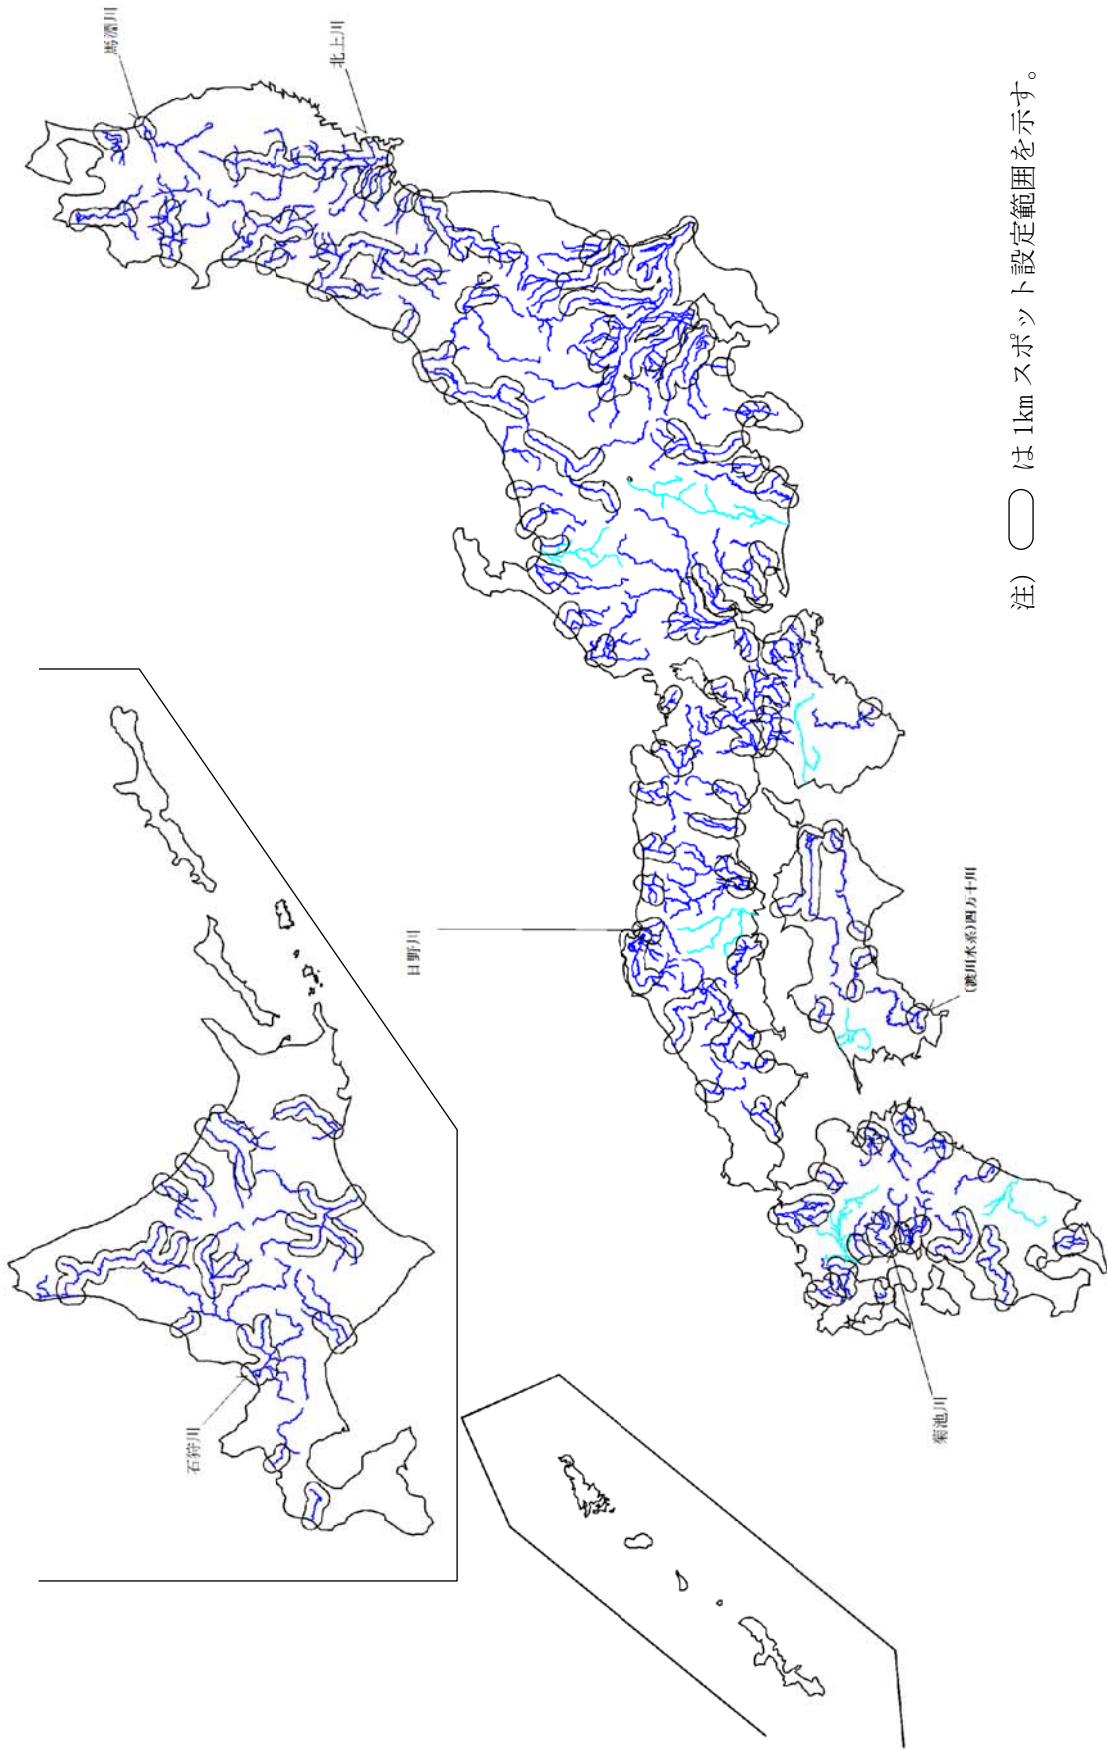 馬淵川
北上川
石狩川
日野川
(渡川水系)四万十川
菊池川
注) は1kmスポット設定範囲を示す。